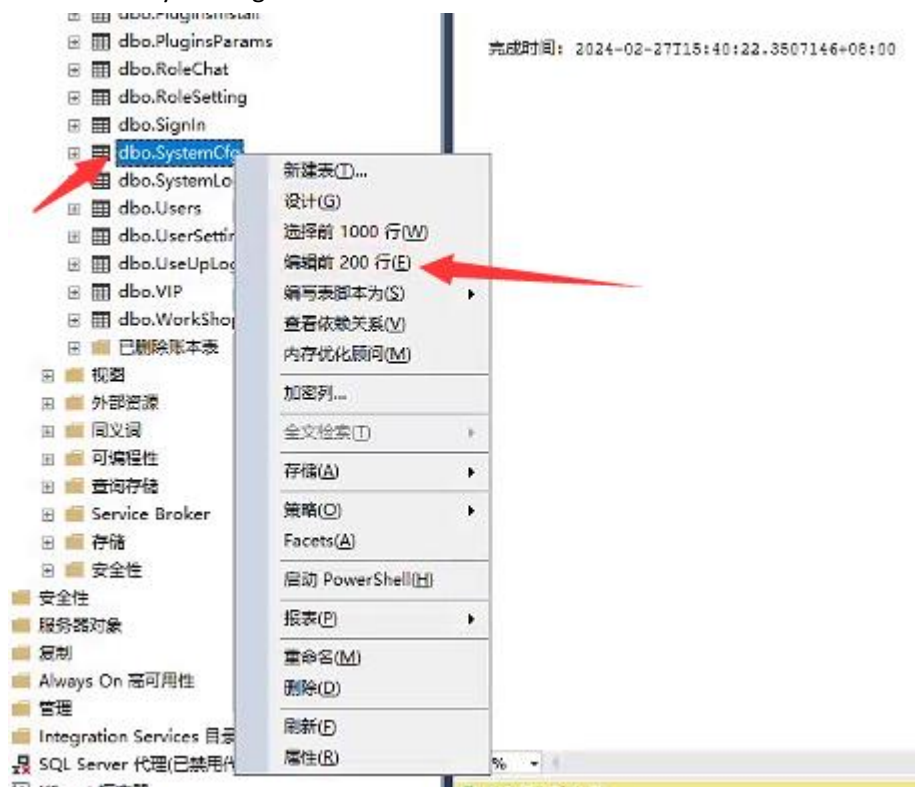 dbo.PluginsInstall
dbo.PluginsParams
dbo.RoleChat
dbo.RoleSetting
dbo.SignIn
dbo.SystemCfg
dbo.SystemLo
dbo.Users
dbo.UserSettin
dbo.UseUpLog
dbo.VIP
dbo.WorkShop
已删除账本表
视图
外部资源
同义词
可编程性
查询存储
Service Broker
存储
安全性
安全性
服务器对象
复制
Always On 高可用性
管理
Integration Services 目录
SQL Server 代理(已禁用代
新建表(T)...
设计(G)
选择前 1000 行(W)
编辑前 200 行(E)
编写表脚本为(S)
查看依赖关系(V)
内存优化顾问(M)
加密列...
全文检索(T)
存储(A)
策略(O)
Facets(A)
启动 PowerShell(H)
报表(P)
重命名(M)
删除(D)
刷新(F)
属性(R)
完成时间: 2024-02-27T15:40:22.3507146+08:00
%